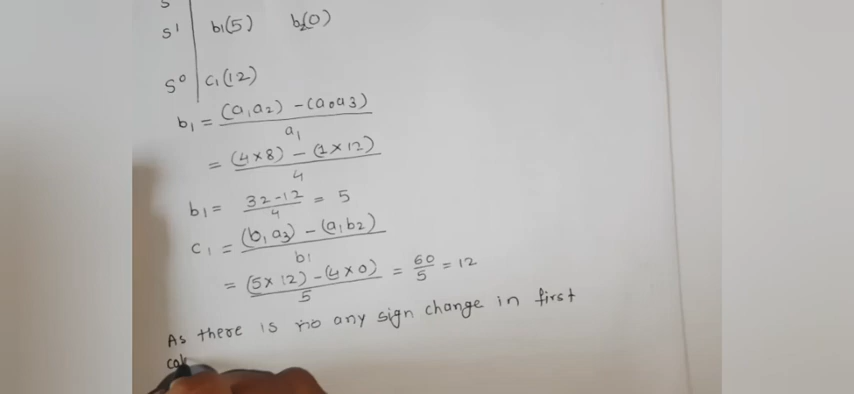 S¹ b₁(5) b₂(0)
S⁰ c₁(12)
b₁ = (a₁a₂) - (a₀a₃) / a₁
= (4×8) - (1×12) / 4
b₁ = 32-12 / 4 = 5
c₁ = (b₁a₃) - (a₁b₂) / b₁
= (5×12) - (4×0) / 5 = 60/5 = 12
As there is no any sign change in first